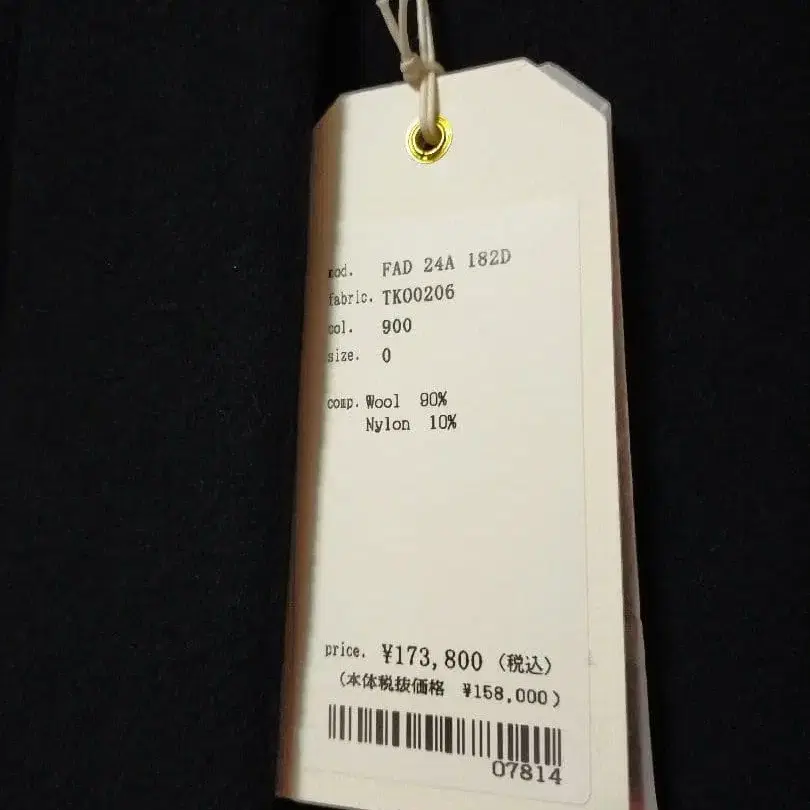 mod. FAD 24A 182D
fabric. TK00206
col. 900
size. 0
comp. Wool 90%
Nylon 10%
price. ¥173,800 (税込)
(本体税抜価格 ¥158,000)
07814